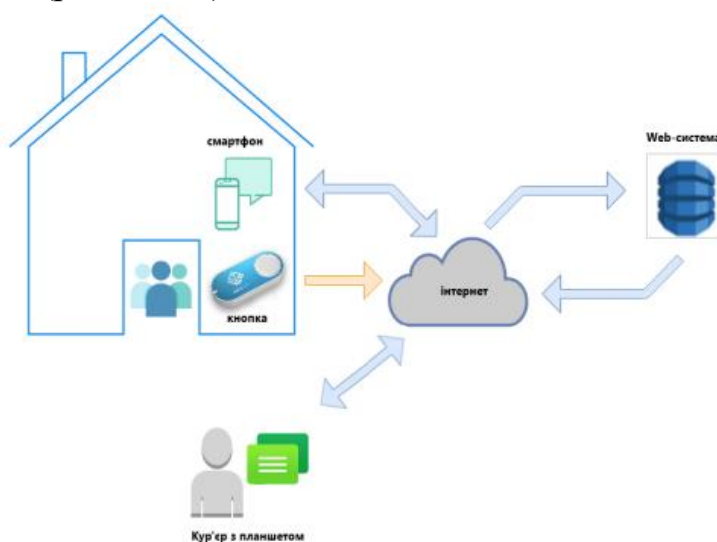 смартфон
Web-система
інтернет
кнопка
Кур'єр з планшетом